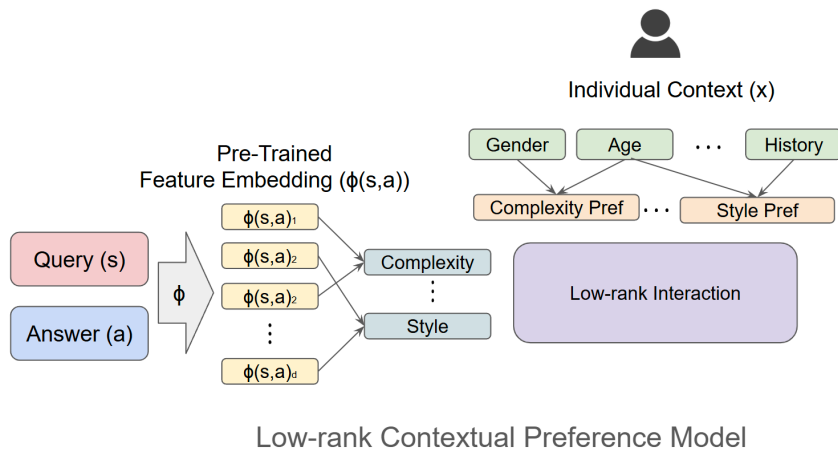 Individual Context (x)
Gender
Age
...
History
Pre-Trained
Feature Embedding (ϕ(s,a))
Complexity Pref
...
Style Pref
ϕ(s,a)₁
Query (s)
ϕ(s,a)₂
Complexity
ϕ
ϕ(s,a)₂
Low-rank Interaction
Answer (a)
Style
ϕ(s,a)d
Low-rank Contextual Preference Model